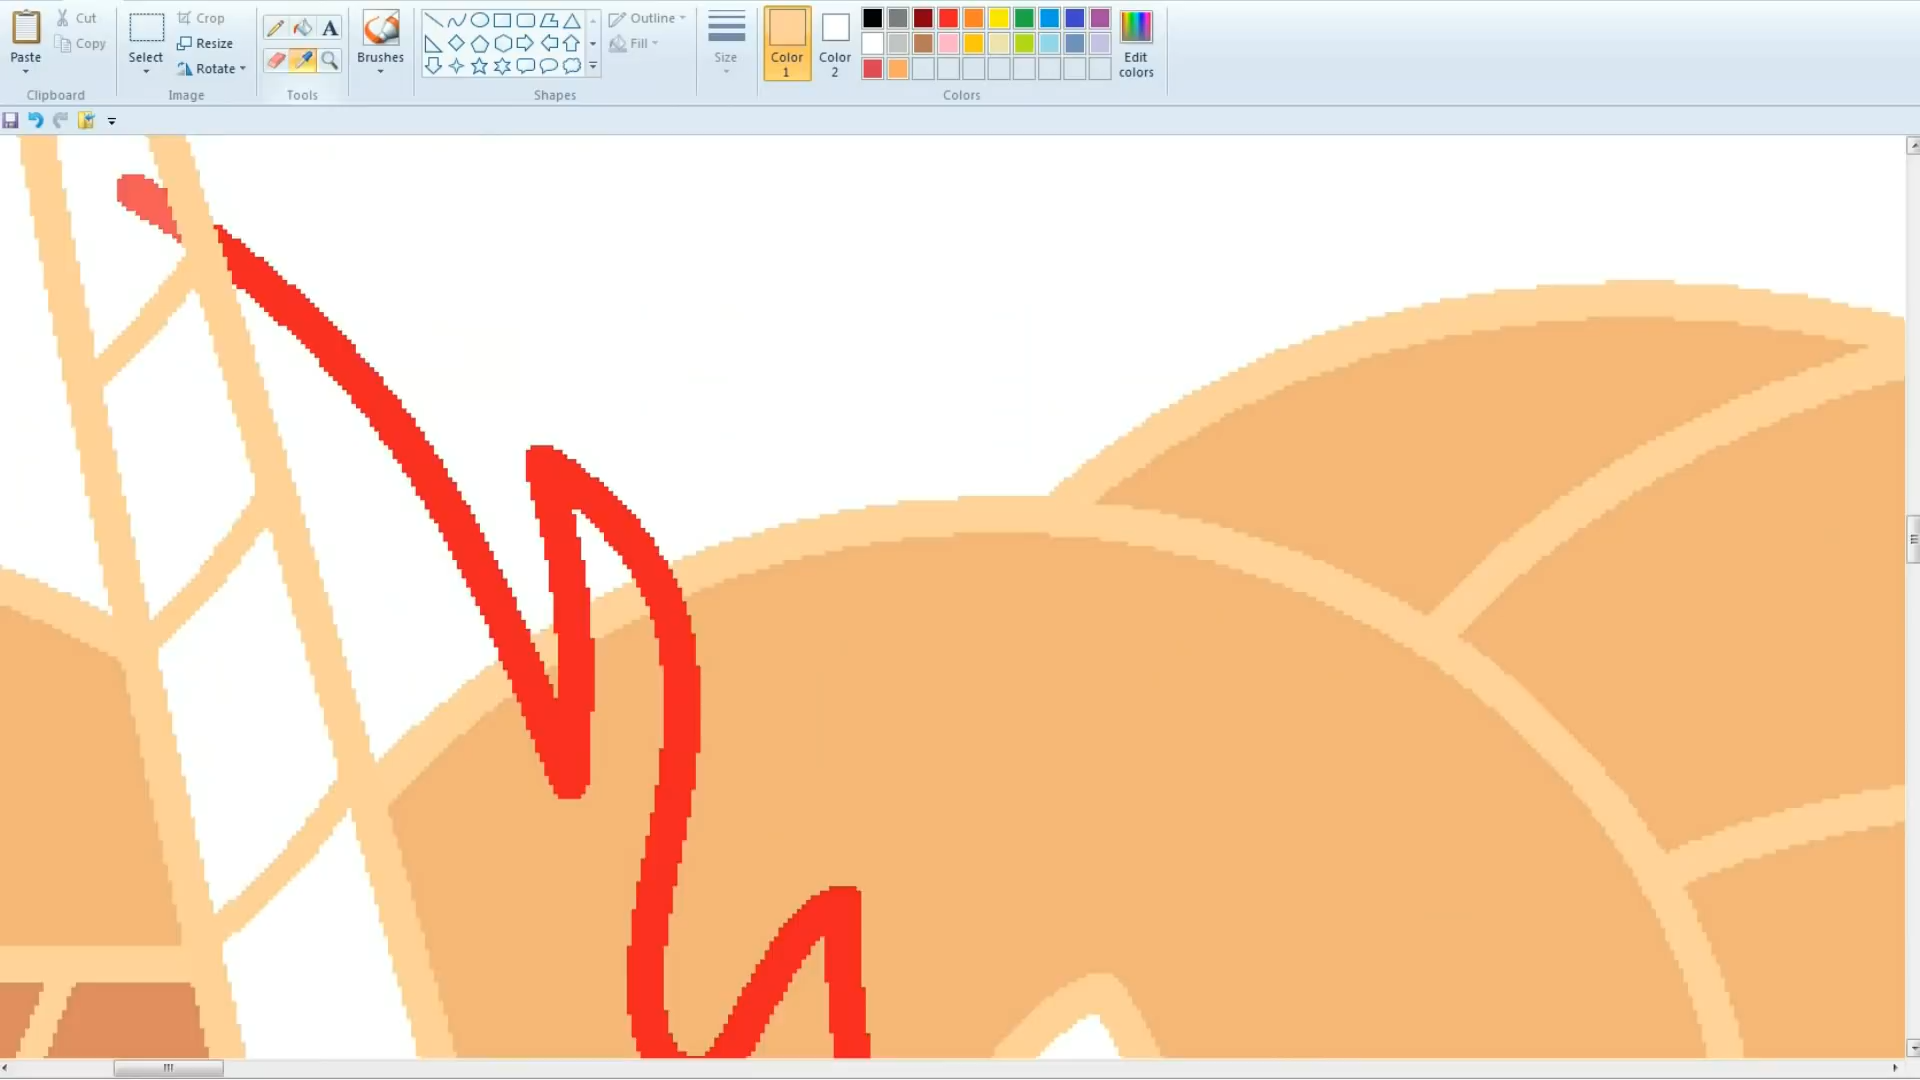 Paste
Cut
Copy
Clipboard
Select
Crop
Resize
Rotate
Image
A
Tools
Brushes
Outline
Fill
Shapes
Size
Color 1
Color 2
Edit colors
Colors